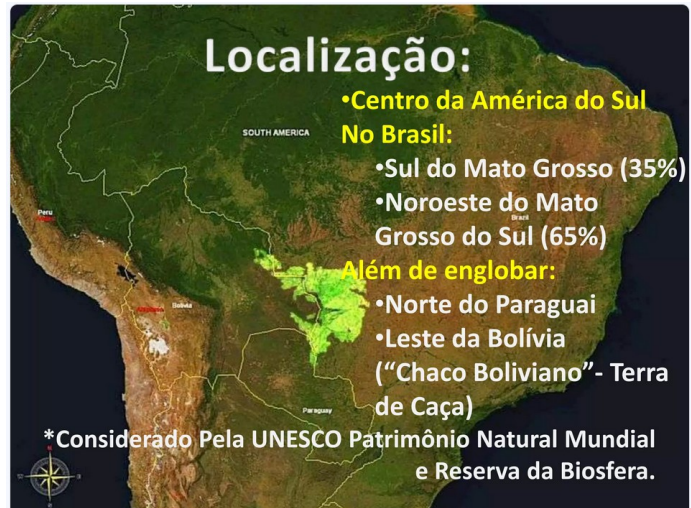 Localização:
•Centro da América do Sul
SOUTH AMERICA
No Brasil:
•Sul do Mato Grosso (35%)
•Noroeste do Mato
Peru
Brazil
Grosso do Sul (65%)
Além de englobar:
•Norte do Paraguai
Bolivia
•Leste da Bolívia
(“Chaco Boliviano”- Terra
de Caça)
Paraguay
*Considerado Pela UNESCO Patrimônio Natural Mundial
e Reserva da Biosfera.